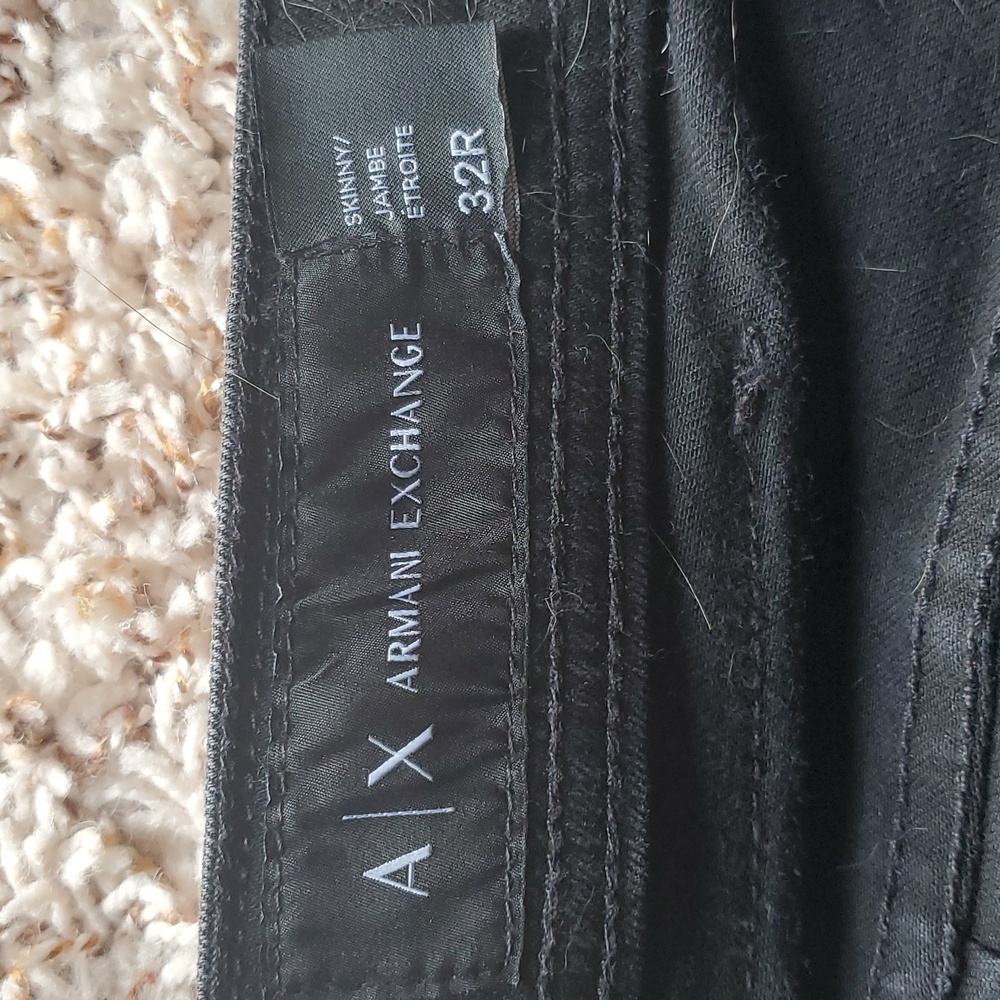 A|X ARMANI EXCHANGE
SKINNY/
JAMBE
ÉTROITE
32R